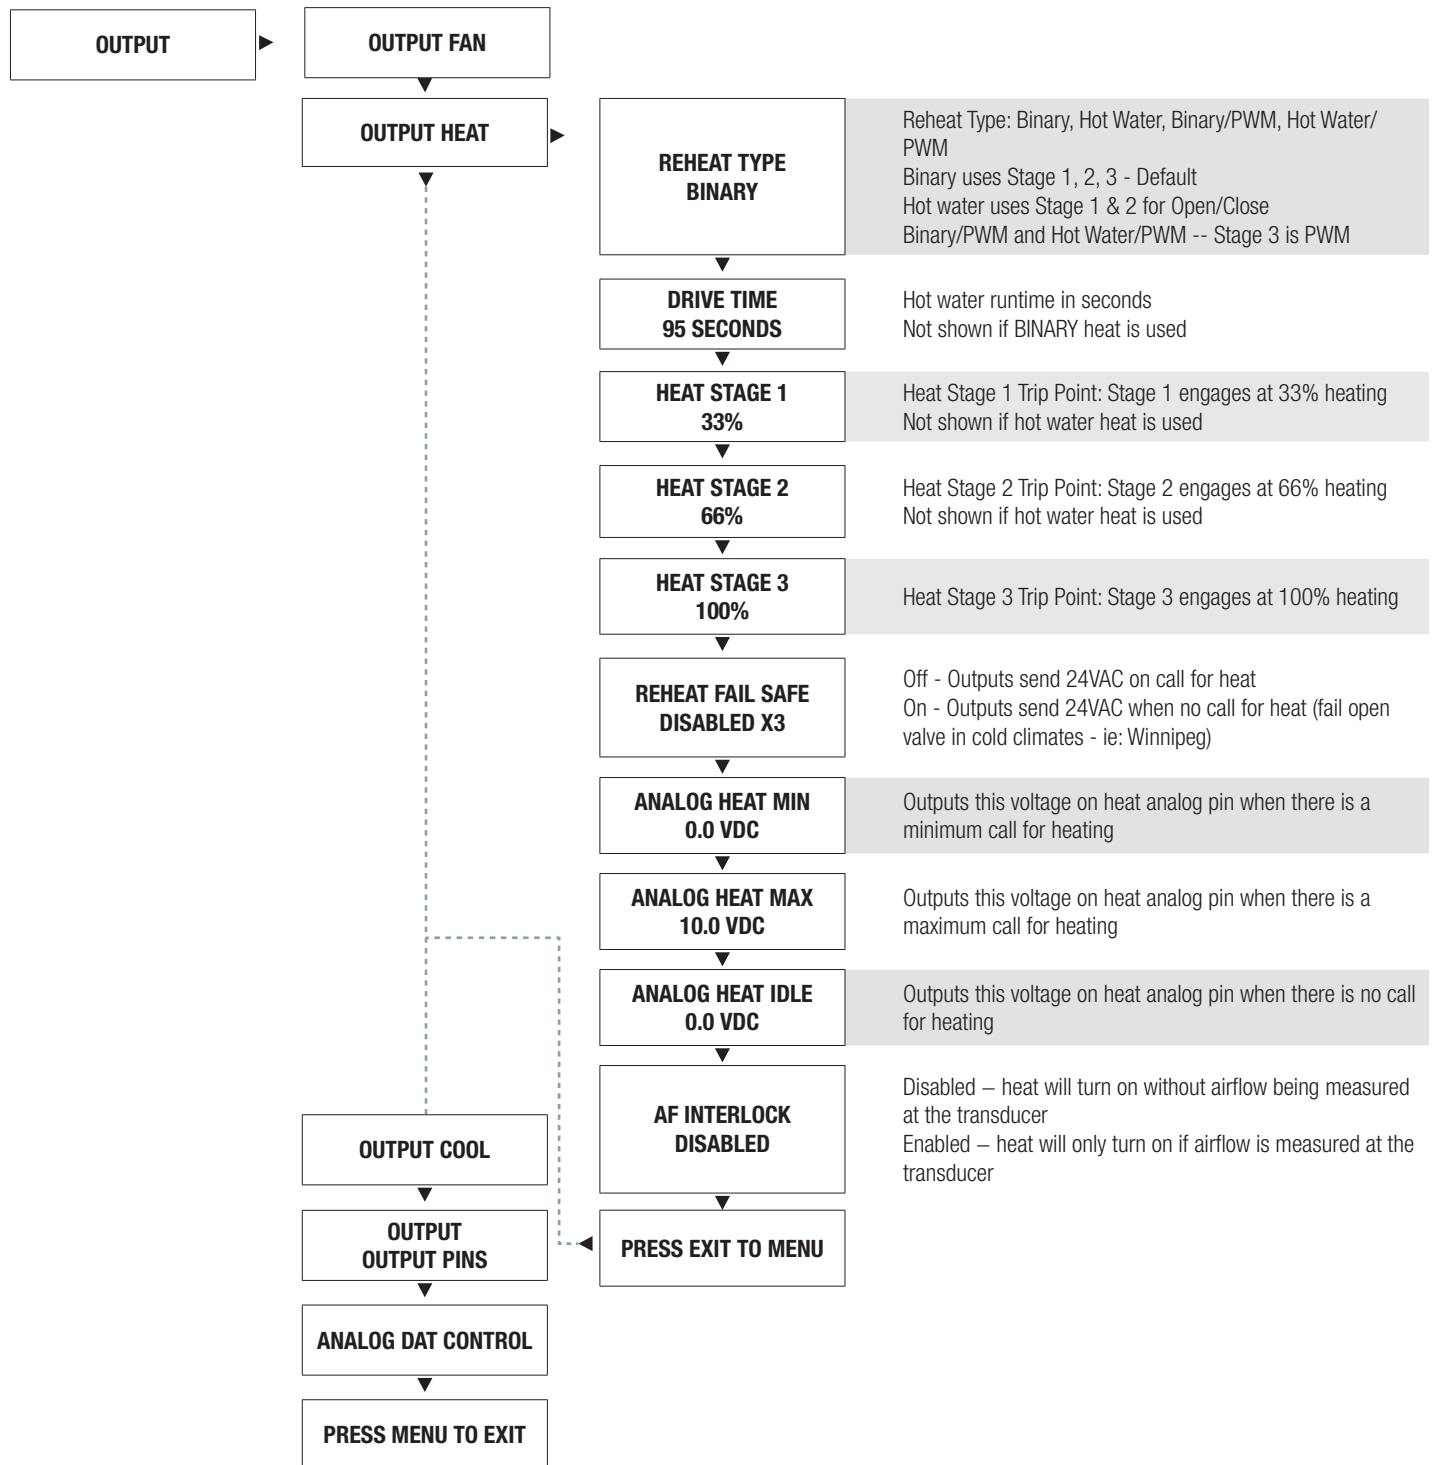 OUTPUT
OUTPUT FAN
OUTPUT HEAT
REHEAT TYPE
BINARY
Reheat Type: Binary, Hot Water, Binary/PWM, Hot Water/
PWM
Binary uses Stage 1, 2, 3 - Default
Hot water uses Stage 1 & 2 for Open/Close
Binary/PWM and Hot Water/PWM -- Stage 3 is PWM
DRIVE TIME
95 SECONDS
Hot water runtime in seconds
Not shown if BINARY heat is used
HEAT STAGE 1
33%
Heat Stage 1 Trip Point: Stage 1 engages at 33% heating
Not shown if hot water heat is used
HEAT STAGE 2
66%
Heat Stage 2 Trip Point: Stage 2 engages at 66% heating
Not shown if hot water heat is used
HEAT STAGE 3
100%
Heat Stage 3 Trip Point: Stage 3 engages at 100% heating
REHEAT FAIL SAFE
DISABLED X3
Off - Outputs send 24VAC on call for heat
On - Outputs send 24VAC when no call for heat (fail open
valve in cold climates - ie: Winnipeg)
ANALOG HEAT MIN
0.0 VDC
Outputs this voltage on heat analog pin when there is a
minimum call for heating
ANALOG HEAT MAX
10.0 VDC
Outputs this voltage on heat analog pin when there is a
maximum call for heating
ANALOG HEAT IDLE
0.0 VDC
Outputs this voltage on heat analog pin when there is no call
for heating
AF INTERLOCK
DISABLED
Disabled – heat will turn on without airflow being measured
at the transducer
Enabled – heat will only turn on if airflow is measured at the
transducer
PRESS EXIT TO MENU
OUTPUT COOL
OUTPUT
OUTPUT PINS
ANALOG DAT CONTROL
PRESS MENU TO EXIT